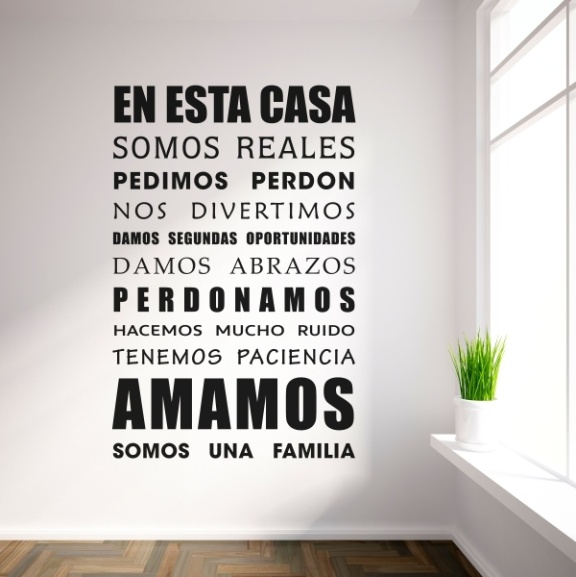 EN ESTA CASA
SOMOS REALES
PEDIMOS PERDON
NOS DIVERTIMOS
DAMOS SEGUNDAS OPORTUNIDADES
DAMOS ABRAZOS
PERDONAMOS
HACEMOS MUCHO RUIDO
TENEMOS PACIENCIA
AMAMOS
SOMOS UNA FAMILIA